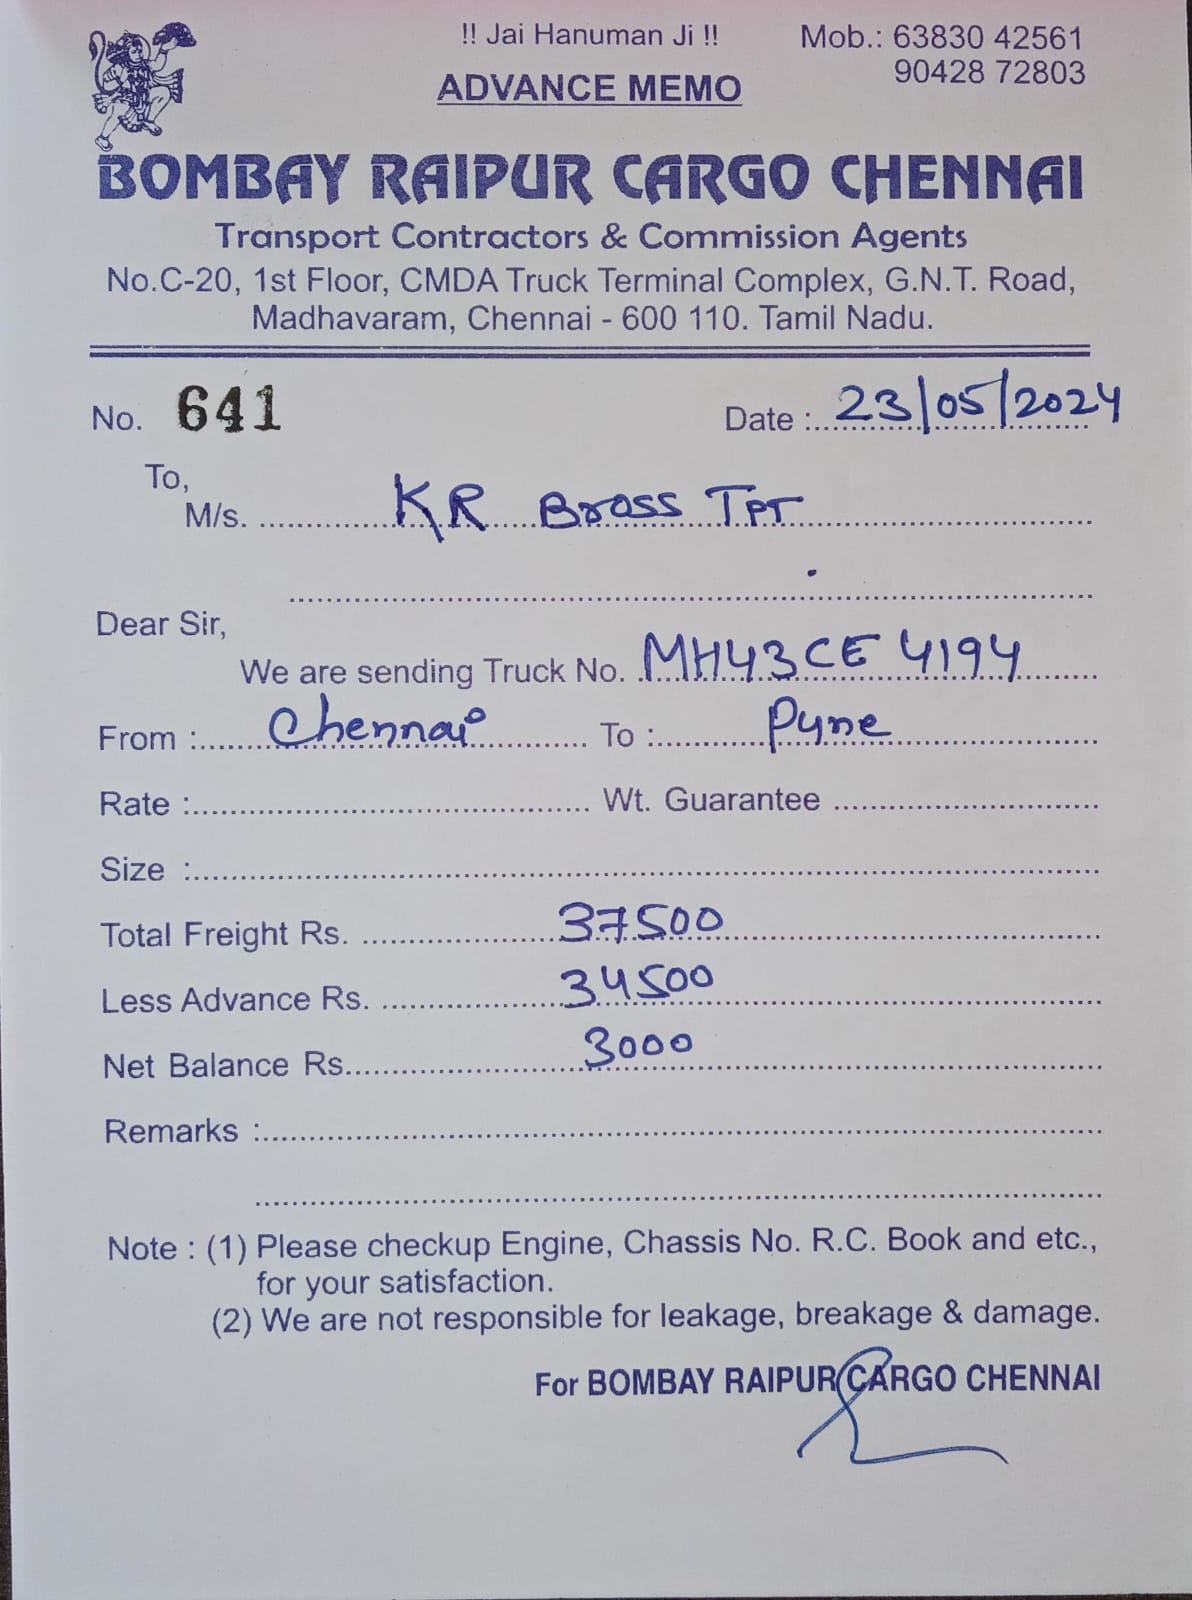 !! Jai Hanuman Ji !!
Mob.: 63830 42561
90428 72803
ADVANCE MEMO
BOMBAY RAIPUR CARGO CHENNAI
Transport Contractors & Commission Agents
No.C-20, 1st Floor, CMDA Truck Terminal Complex, G.N.T. Road,
Madhavaram, Chennai - 600 110. Tamil Nadu.
No. 641 Date : 23/05/2024
To,
M/s. KR Bross TPT
Dear Sir,
We are sending Truck No. MH43CE 4194
From : Chennai To : Pyne
Rate : Wt. Guarantee
Size :
Total Freight Rs. 37500
Less Advance Rs. 34500
Net Balance Rs. 3000
Remarks :
Note : (1) Please checkup Engine, Chassis No. R.C. Book and etc.,
for your satisfaction.
(2) We are not responsible for leakage, breakage & damage.
For BOMBAY RAIPUR CARGO CHENNAI